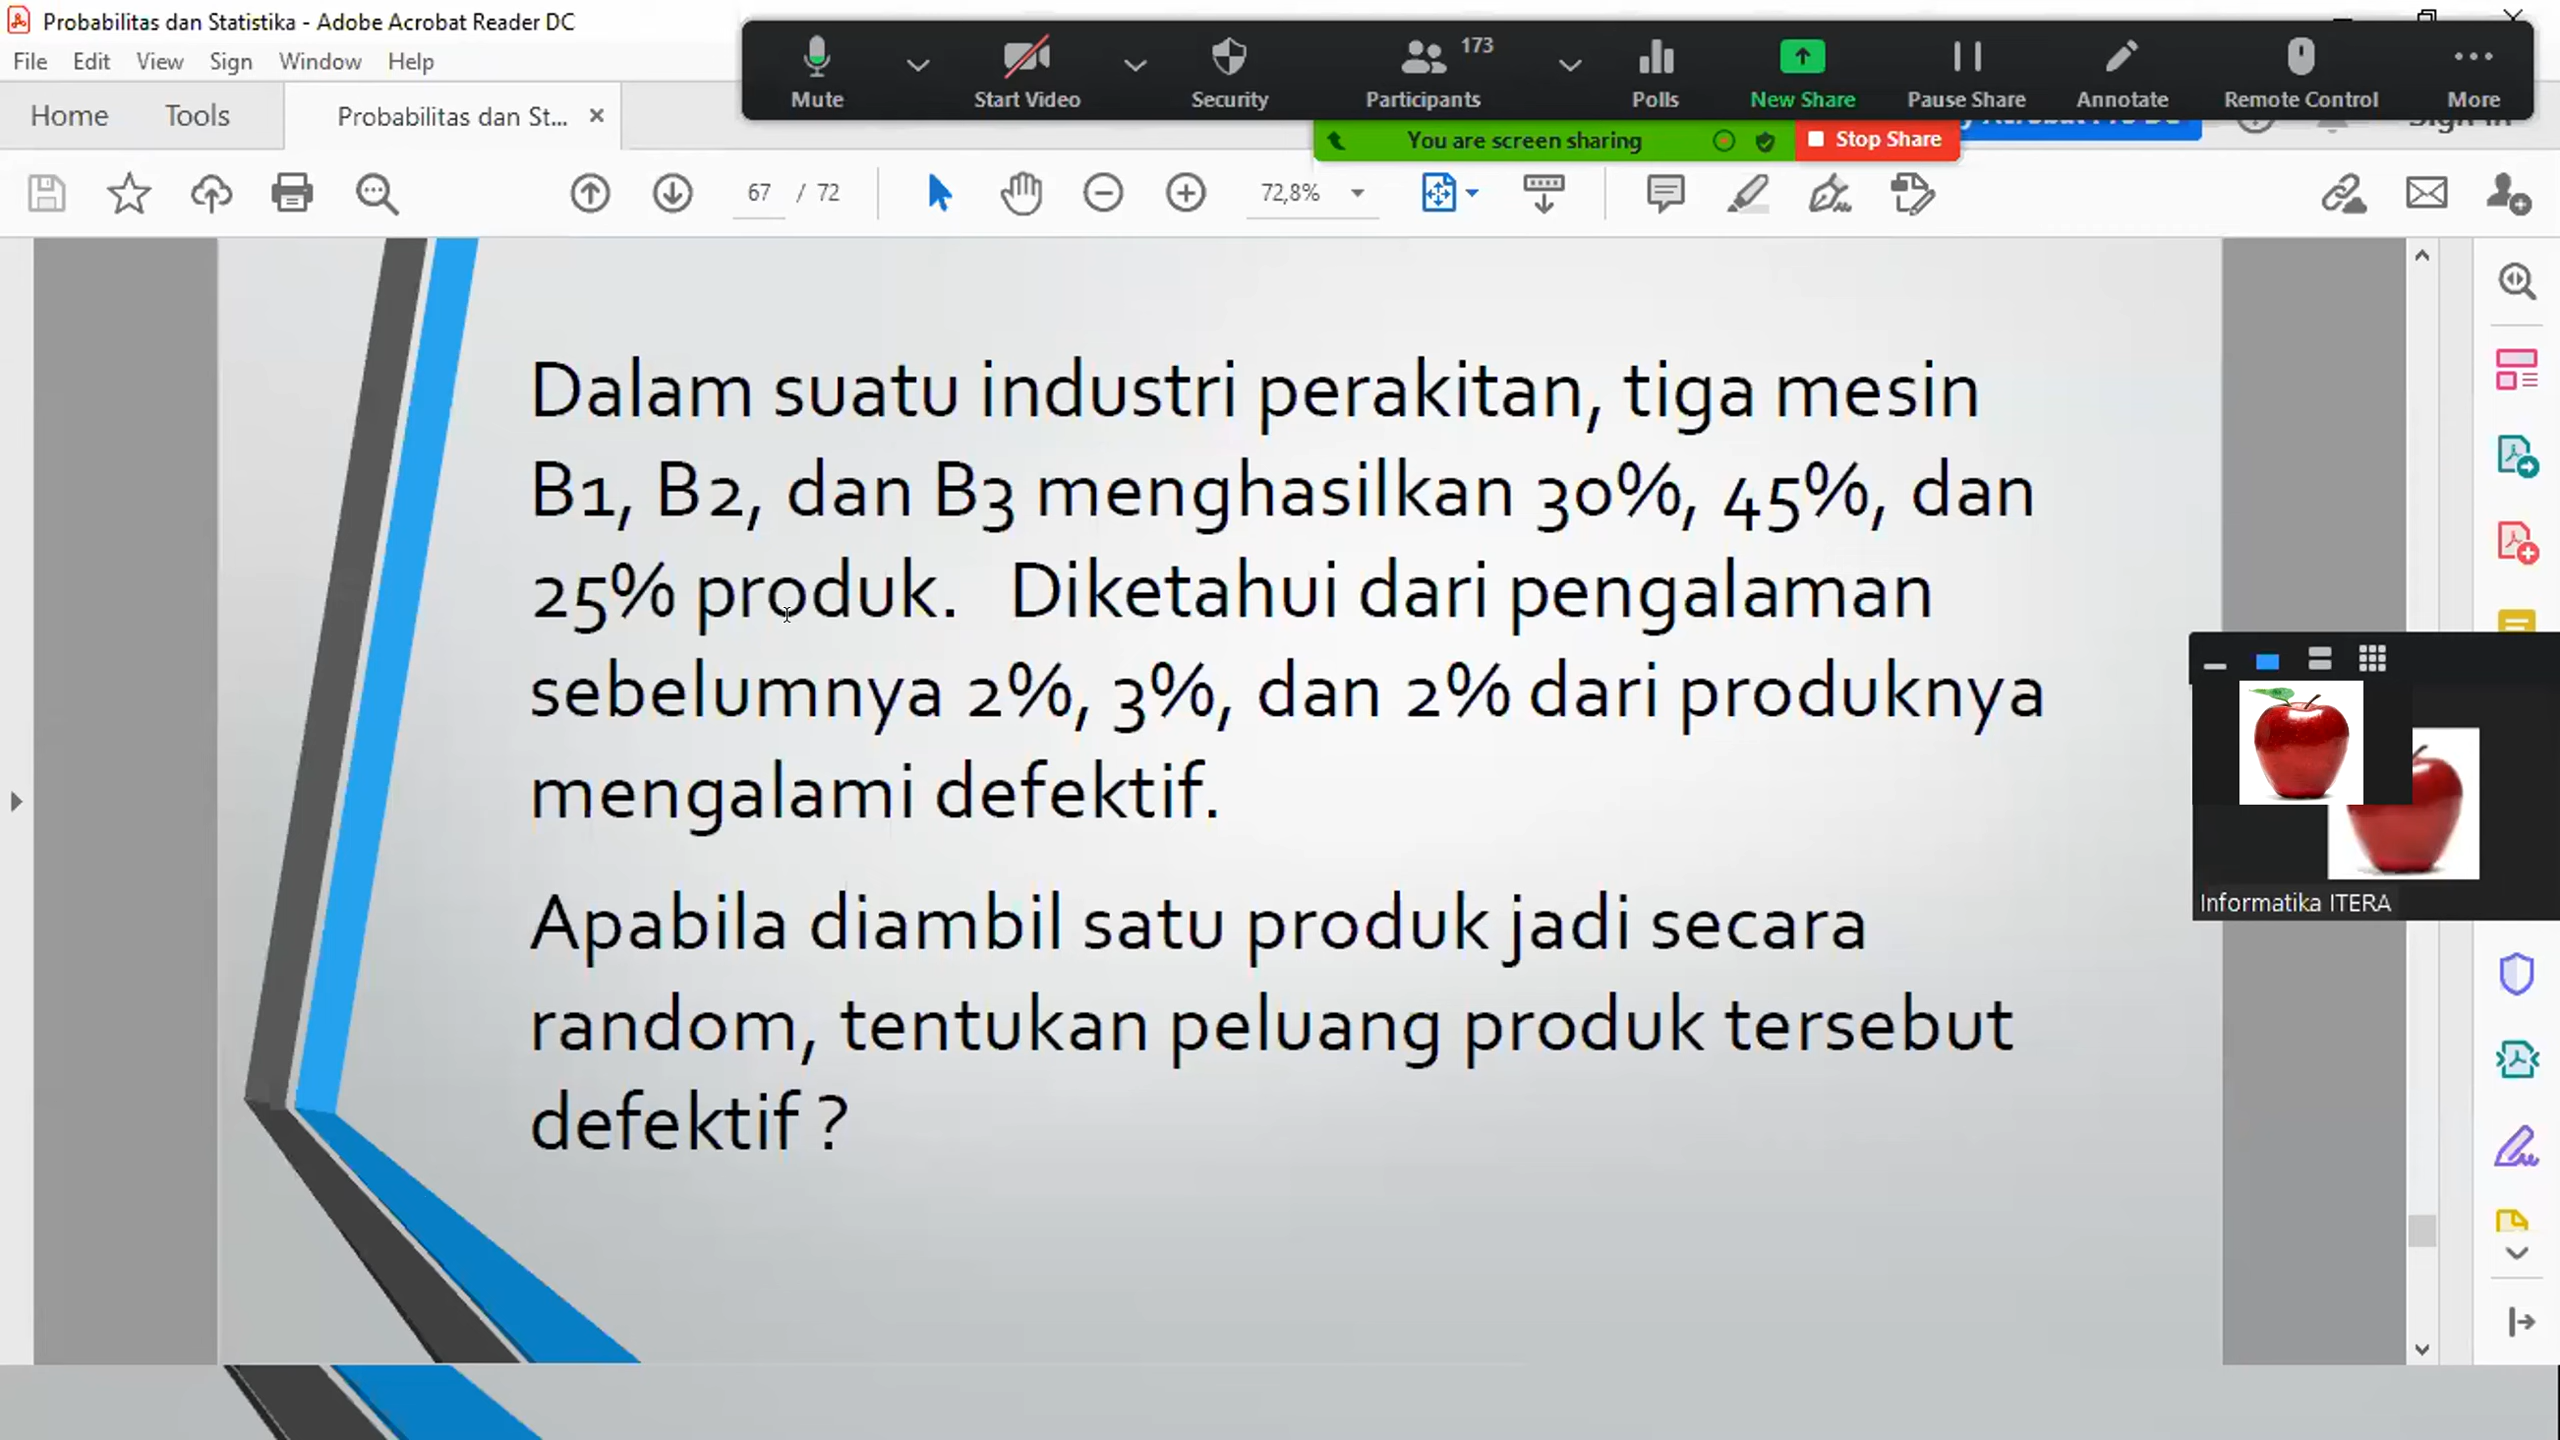 Probabilitas dan Statistika - Adobe Acrobat Reader DC
File Edit View Sign Window Help
Home Tools Probabilitas dan St... ×
Mute Start Video Security Participants 173 Polls New Share Pause Share Annotate Remote Control More
You are screen sharing Stop Share
67 / 72 72,8%
Dalam suatu industri perakitan, tiga mesin
B1, B2, dan B3 menghasilkan 30%, 45%, dan
25% produk. Diketahui dari pengalaman
sebelumnya 2%, 3%, dan 2% dari produknya
mengalami defektif.
Apabila diambil satu produk jadi secara
random, tentukan peluang produk tersebut
defektif ?
Informatika ITERA